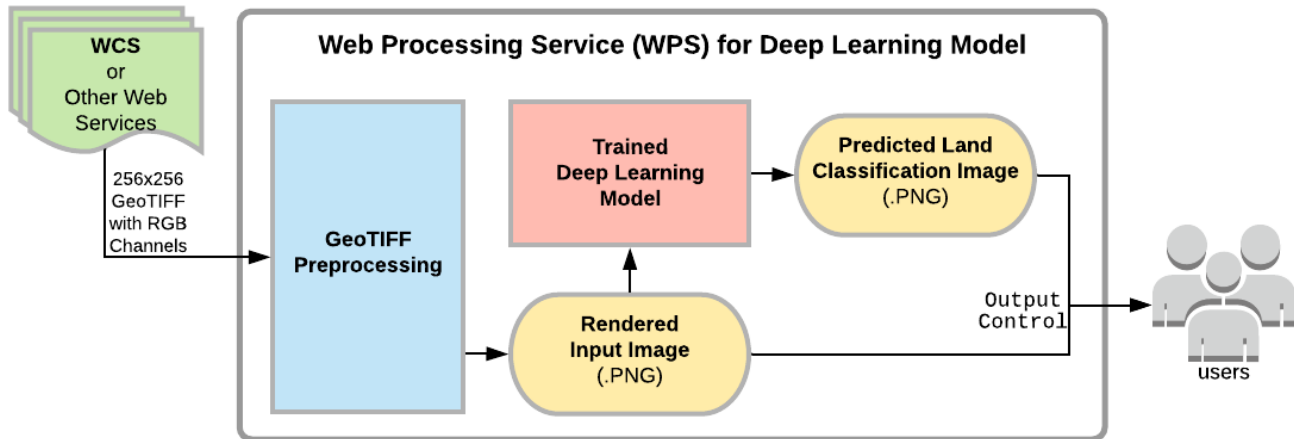 WCS
or
Other Web
Services
256x256
GeoTIFF
with RGB
Channels
Web Processing Service (WPS) for Deep Learning Model
GeoTIFF
Preprocessing
Trained
Deep Learning
Model
Predicted Land
Classification Image
(.PNG)
Rendered
Input Image
(.PNG)
Output
Control
users